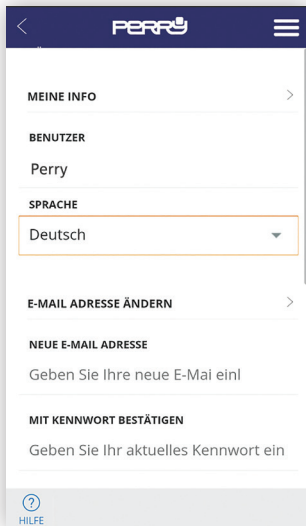 PERRY
MEINE INFO
BENUTZER
Perry
SPRACHE
Deutsch
E-MAIL ADRESSE ÄNDERN
NEUE E-MAIL ADRESSE
Geben Sie Ihre neue E-Mai einl
MIT KENNWORT BESTÄTIGEN
Geben Sie Ihr aktuelles Kennwort ein
HILFE